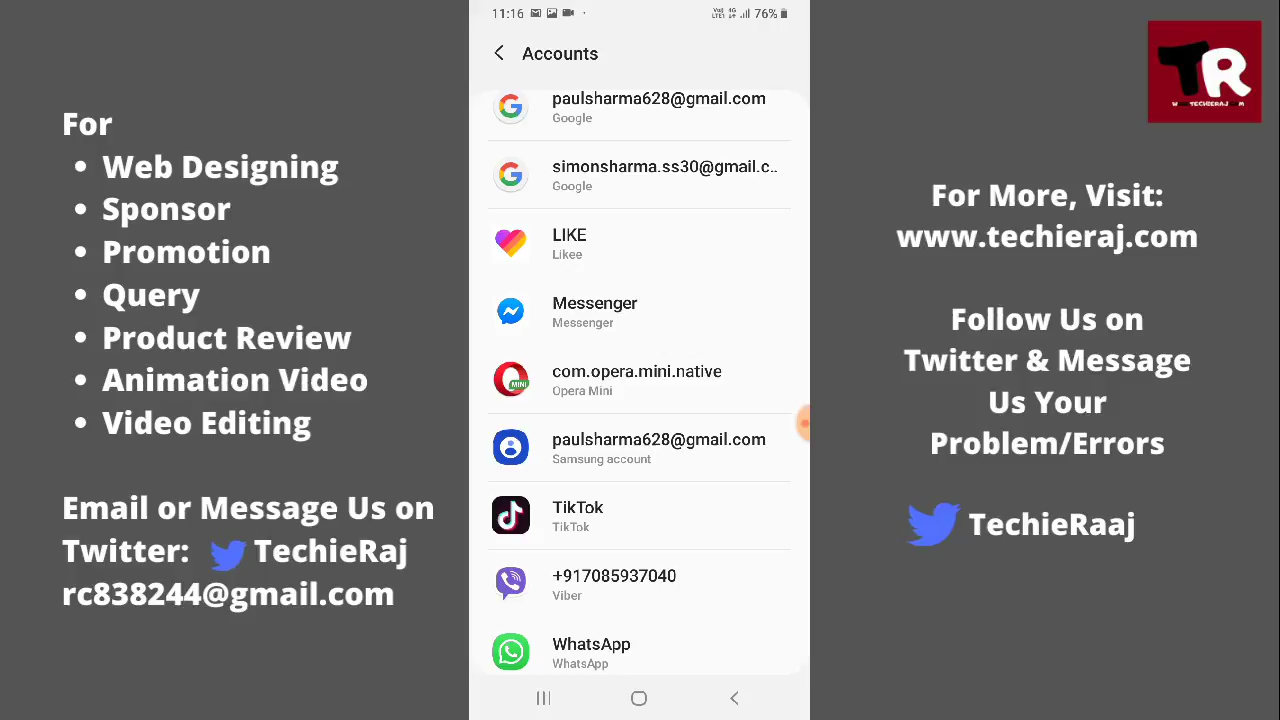 For
• Web Designing
• Sponsor
• Promotion
• Query
• Product Review
• Animation Video
• Video Editing
Email or Message Us on
Twitter: TechieRaj
rc838244@gmail.com
11:16
76%
Accounts
paulsharma628@gmail.com
Google
simonsharma.ss30@gmail.c..
Google
LIKE
Likee
Messenger
Messenger
com.opera.mini.native
MINI
Opera Mini
paulsharma628@gmail.com
Samsung account
TikTok
TikTok
+917085937040
Viber
WhatsApp
WhatsApp
TR
For More, Visit:
www.techieraj.com
Follow Us on
Twitter & Message
Us Your
Problem/Errors
TechieRaaj